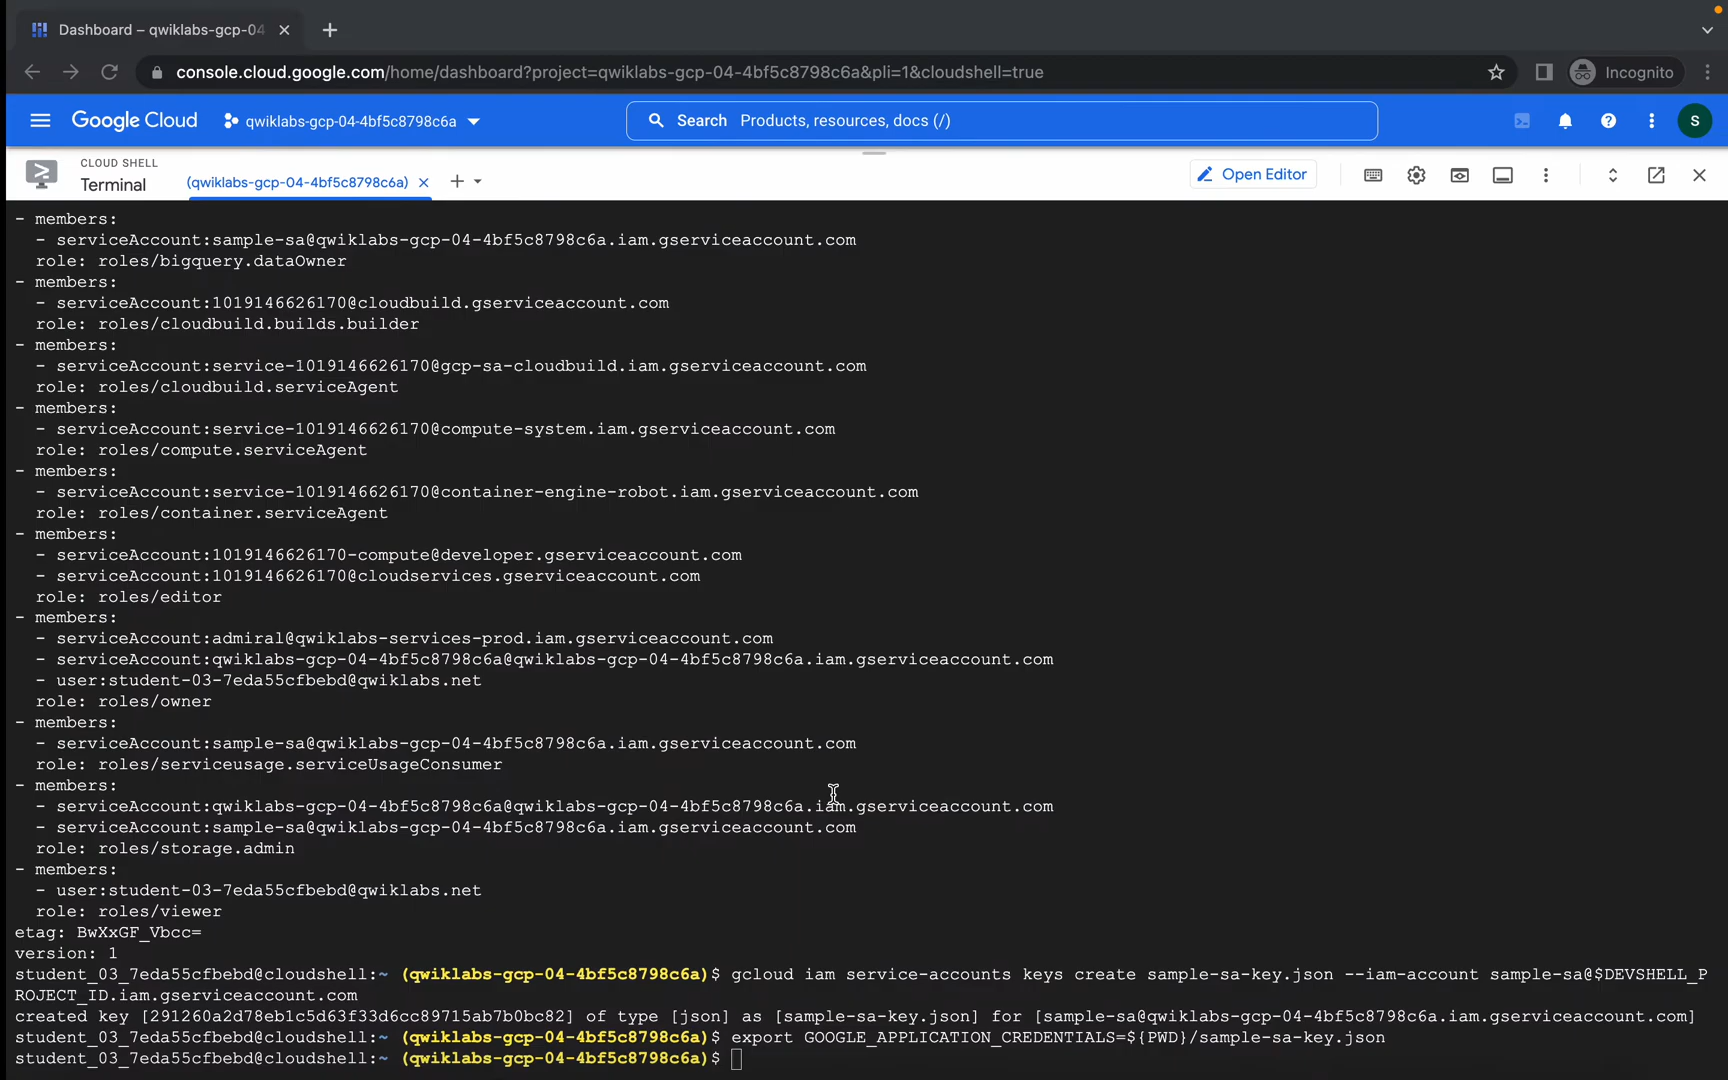 Dashboard – qwiklabs-gcp-04
console.cloud.google.com/home/dashboard?project=qwiklabs-gcp-04-4bf5c8798c6a&pli=1&cloudshell=true
Incognito
Google Cloud
qwiklabs-gcp-04-4bf5c8798c6a
Search Products, resources, docs (/)
S
CLOUD SHELL
Terminal
(qwiklabs-gcp-04-4bf5c8798c6a)
Open Editor
- members:
  - serviceAccount:sample-sa@qwiklabs-gcp-04-4bf5c8798c6a.iam.gserviceaccount.com
  role: roles/bigquery.dataOwner
- members:
  - serviceAccount:1019146626170@cloudbuild.gserviceaccount.com
  role: roles/cloudbuild.builds.builder
- members:
  - serviceAccount:service-1019146626170@gcp-sa-cloudbuild.iam.gserviceaccount.com
  role: roles/cloudbuild.serviceAgent
- members:
  - serviceAccount:service-1019146626170@compute-system.iam.gserviceaccount.com
  role: roles/compute.serviceAgent
- members:
  - serviceAccount:service-1019146626170@container-engine-robot.iam.gserviceaccount.com
  role: roles/container.serviceAgent
- members:
  - serviceAccount:1019146626170-compute@developer.gserviceaccount.com
  - serviceAccount:1019146626170@cloudservices.gserviceaccount.com
  role: roles/editor
- members:
  - serviceAccount:admiral@qwiklabs-services-prod.iam.gserviceaccount.com
  - serviceAccount:qwiklabs-gcp-04-4bf5c8798c6a@qwiklabs-gcp-04-4bf5c8798c6a.iam.gserviceaccount.com
  - user:student-03-7eda55cfbebd@qwiklabs.net
  role: roles/owner
- members:
  - serviceAccount:sample-sa@qwiklabs-gcp-04-4bf5c8798c6a.iam.gserviceaccount.com
  role: roles/serviceusage.serviceUsageConsumer
- members:
  - serviceAccount:qwiklabs-gcp-04-4bf5c8798c6a@qwiklabs-gcp-04-4bf5c8798c6a.iam.gserviceaccount.com
  - serviceAccount:sample-sa@qwiklabs-gcp-04-4bf5c8798c6a.iam.gserviceaccount.com
  role: roles/storage.admin
- members:
  - user:student-03-7eda55cfbebd@qwiklabs.net
  role: roles/viewer
etag: BwXxGF_Vbcc=
version: 1
student_03_7eda55cfbebd@cloudshell:~ (qwiklabs-gcp-04-4bf5c8798c6a)$ gcloud iam service-accounts keys create sample-sa-key.json --iam-account sample-sa@$DEVSHELL_P
ROJECT_ID.iam.gserviceaccount.com
created key [291260a2d78eb1c5d63f33d6cc89715ab7b0bc82] of type [json] as [sample-sa-key.json] for [sample-sa@qwiklabs-gcp-04-4bf5c8798c6a.iam.gserviceaccount.com]
student_03_7eda55cfbebd@cloudshell:~ (qwiklabs-gcp-04-4bf5c8798c6a)$ export GOOGLE_APPLICATION_CREDENTIALS=${PWD}/sample-sa-key.json
student_03_7eda55cfbebd@cloudshell:~ (qwiklabs-gcp-04-4bf5c8798c6a)$